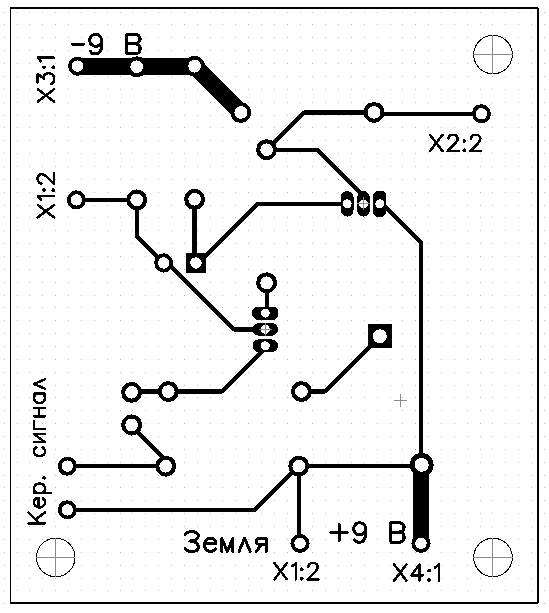 -9 В
X3:1
X2:2
X1:2
Кер. сигнал
Земля
+9 В
X1:2
X4:1